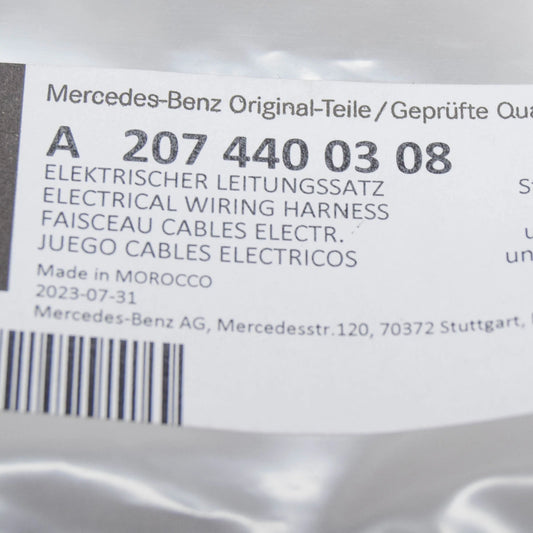 Mercedes-Benz Original-Teile / Geprüfte
A 207 440 03 08
ELEKTRISCHER LEITUNGSSATZ
ELECTRICAL WIRING HARNESS
FAISCEAU CABLES ELECTR.
JUEGO CABLES ELECTRICOS
Made in MOROCCO
2023-07-31
Mercedes-Benz AG, Mercedesstr.120, 70372 Stuttgart,